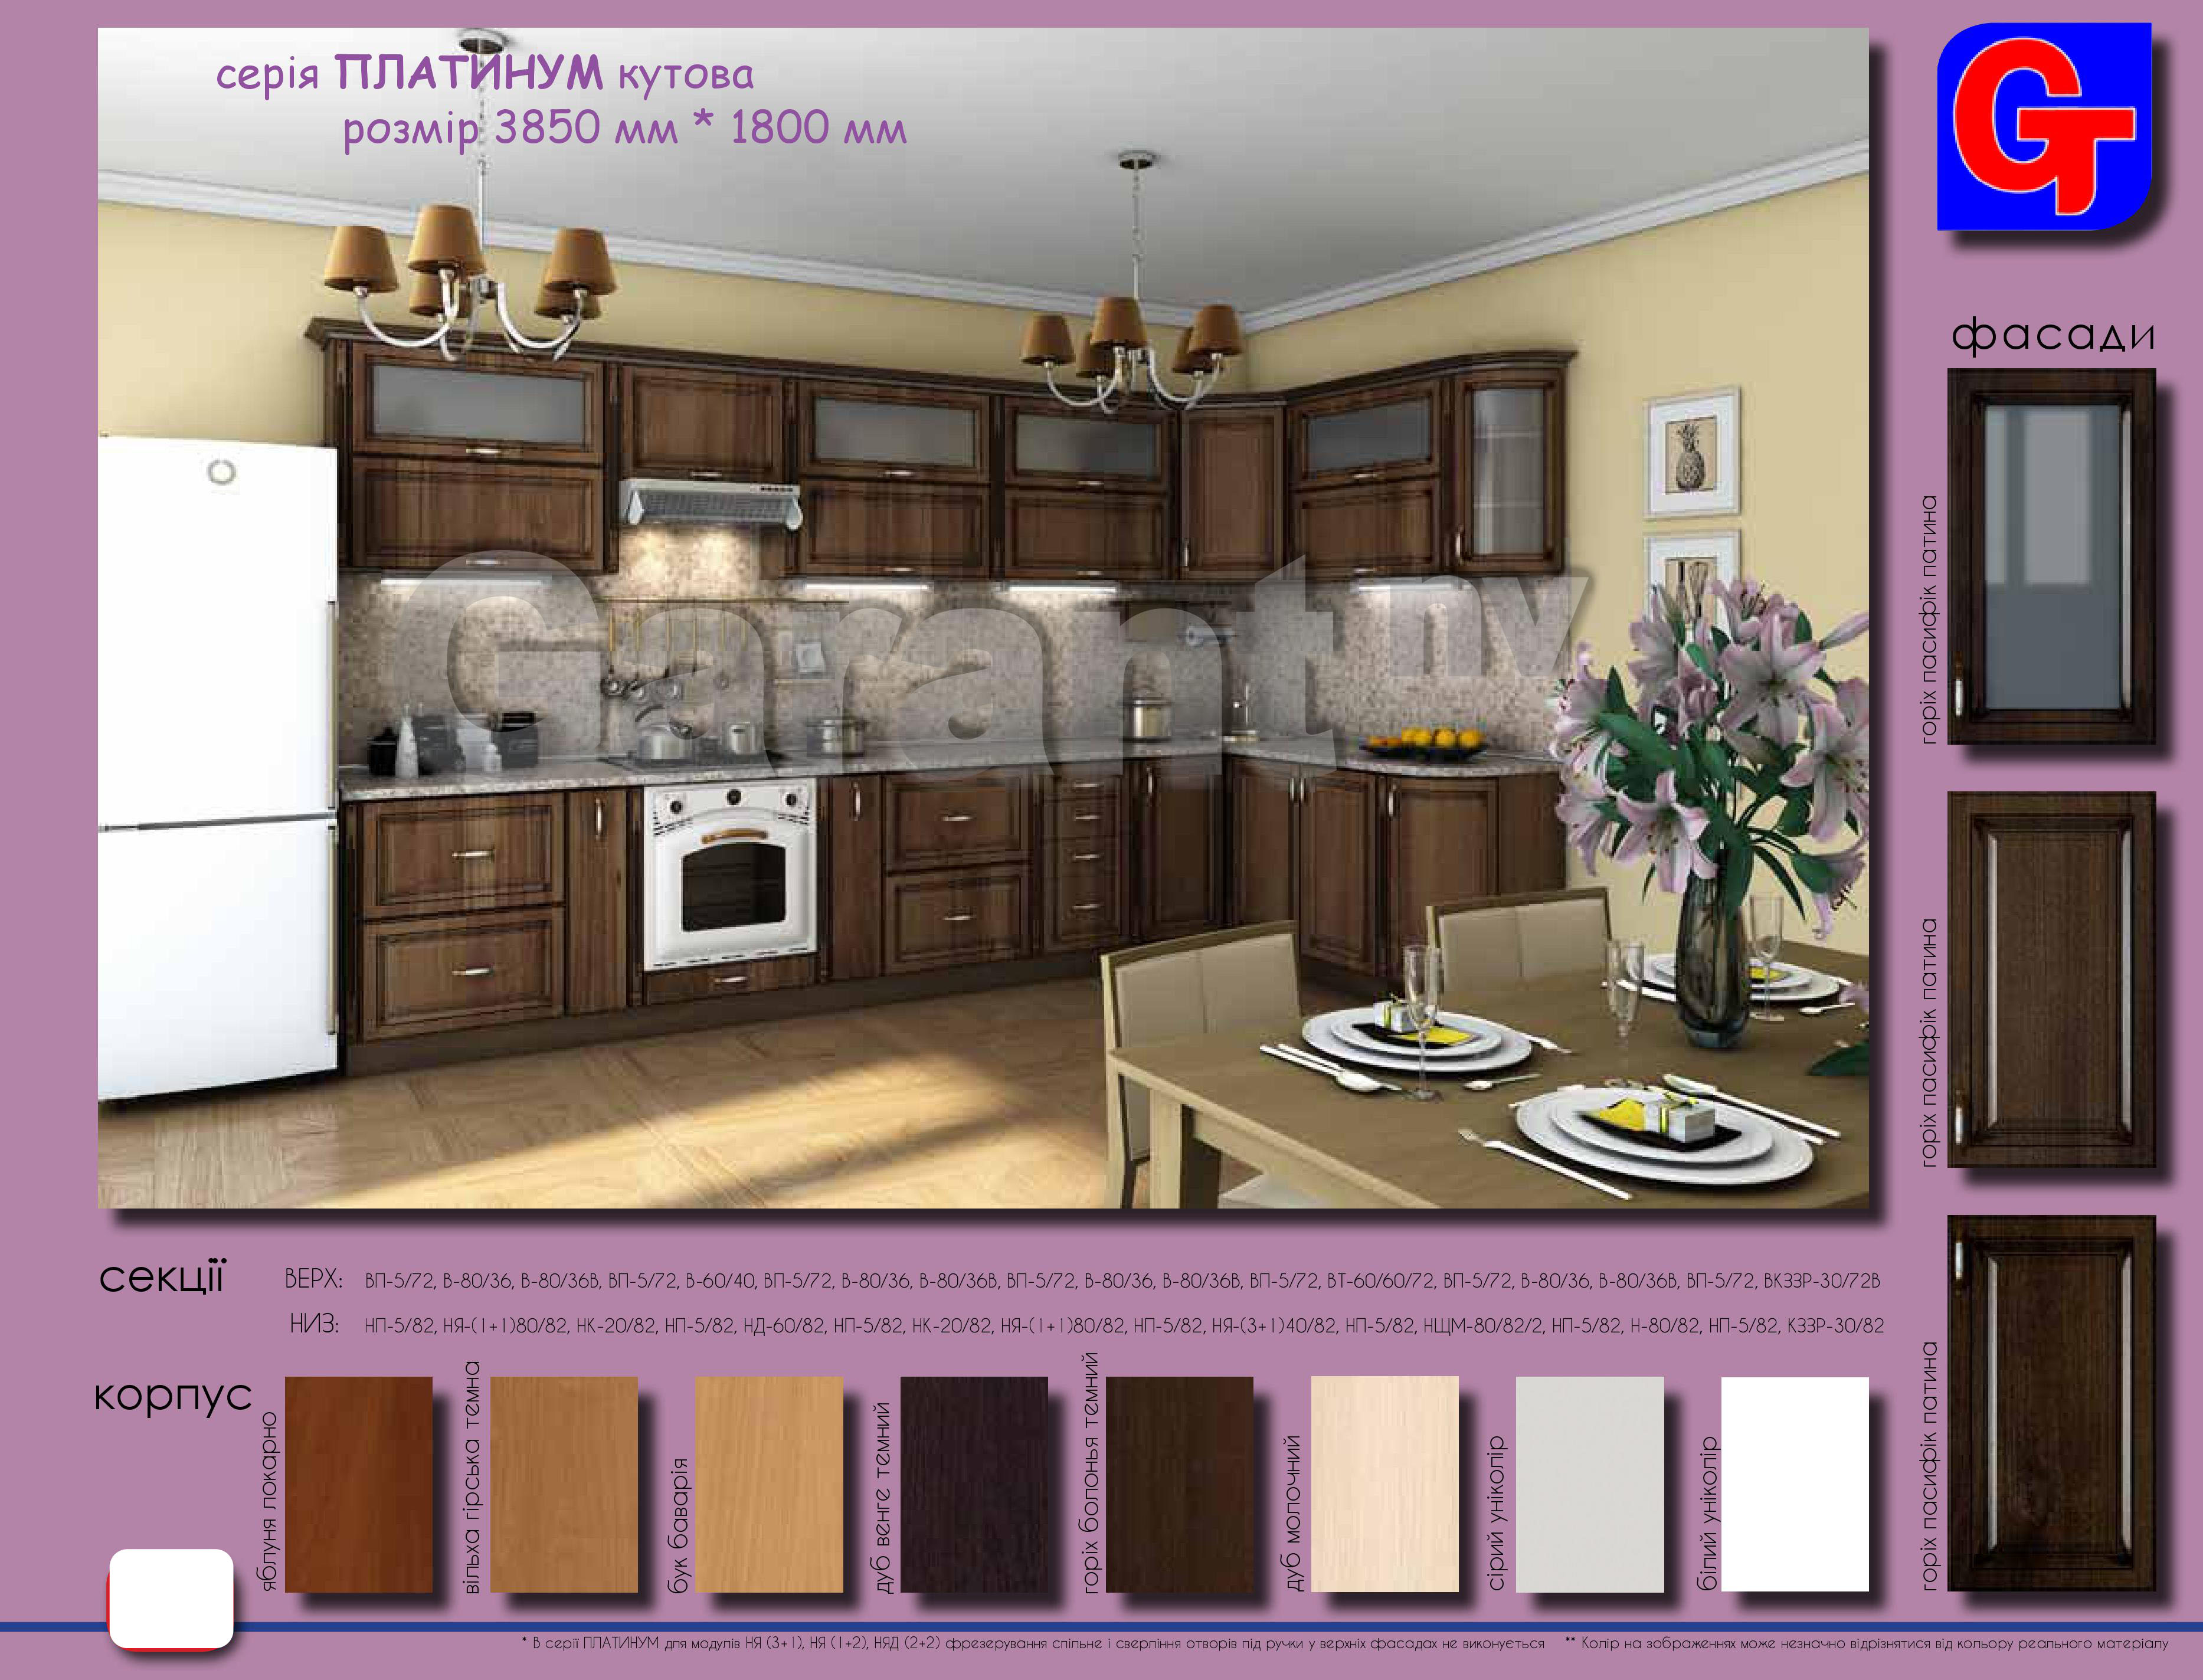 серія ПЛАТИНУМ кутова
розмір 3850 мм * 1800 мм
GT
фасади
горіх пасифік патина
горіх пасифік патина
горіх пасифік патина
Garant nv
секції
ВЕРХ: ВП-5/72, В-80/36, В-80/36В, ВП-5/72, В-60/40, ВП-5/72, В-80/36, В-80/36В, ВП-5/72, В-80/36, В-80/36В, ВП-5/72, ВТ-60/60/72, ВП-5/72, В-80/36, В-80/36В, ВП-5/72, ВКЗЗР-30/72В
НИЗ: НП-5/82, НЯ-(1+1)80/82, НК-20/82, НП-5/82, НД-60/82, НП-5/82, НК-20/82, НЯ-(1+1)80/82, НП-5/82, НЯ-(3+1)40/82, НП-5/82, НЩМ-80/82/2, НП-5/82, Н-80/82, НП-5/82, КЗЗР-30/82
корпус
яблуня локарно
вільха гірська темна
бук баварія
дуб венге темний
горіх болонья темний
дуб молочний
сірий уніколір
білий уніколір
* В серії ПЛАТИНУМ для модулів НЯ (3+1), НЯ (1+2), НЯД (2+2) фрезерування спільне і сверління отворів під ручки у верхніх фасадах не виконується ** Колір на зображеннях може незначно відрізнятися від кольору реального матеріалу